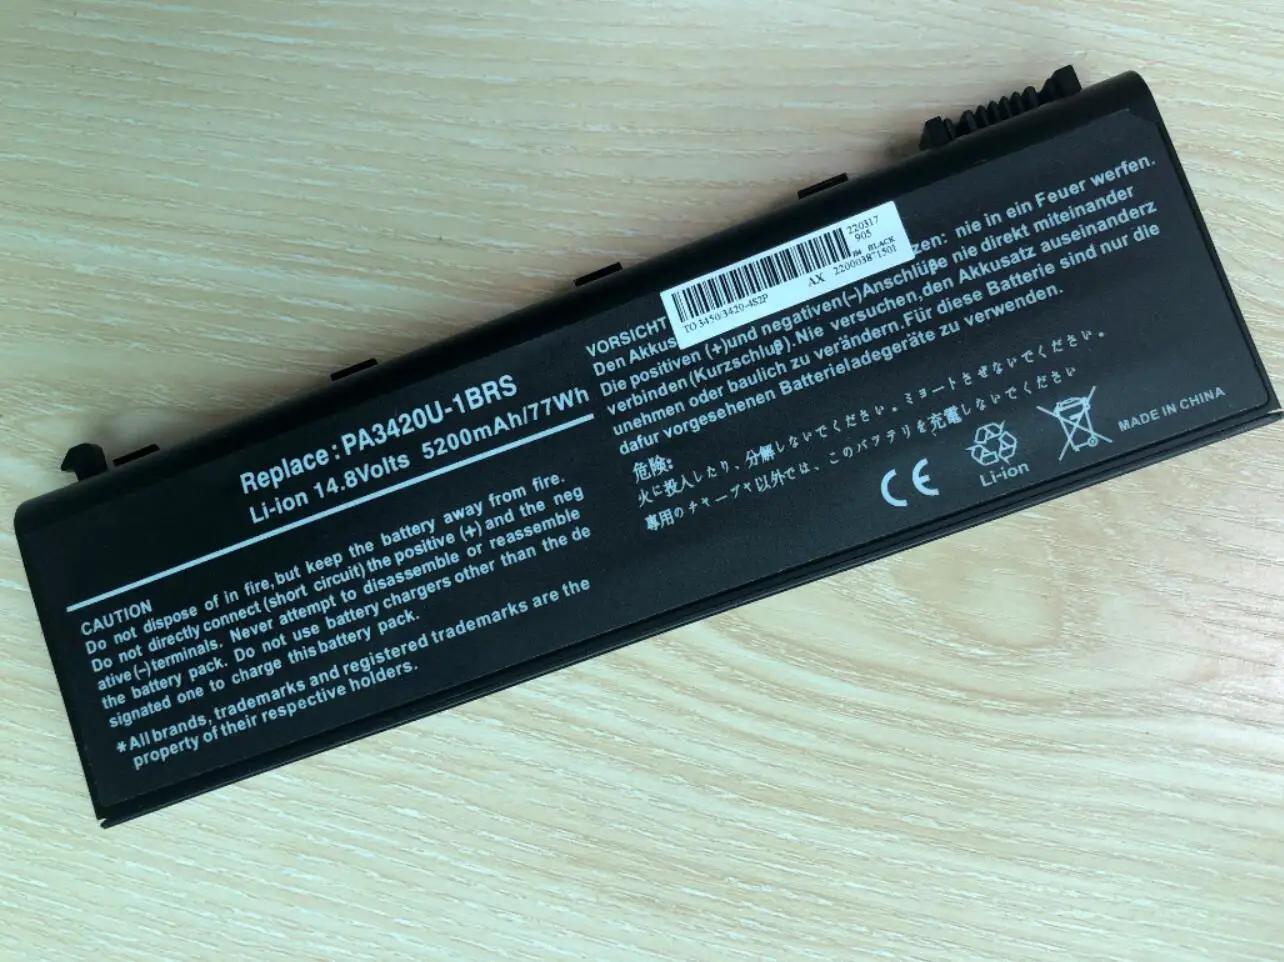 Replace: PA3420U-1BRS
Li-ion 14.8Volts 5200mAh/77Wh
CAUTION
Do not dispose of in fire,but keep the battery away from fire.
Do not directly connect (short circuit) the positive (+) and the neg
ative (–) terminals. Never attempt to disassemble or reassemble
the battery pack. Do not use battery chargers other than the de
signated one to charge this battery pack.
*All brands, trademarks and registered trademarks are the
property of their respective holders.
220317
905
B4 BLACK
TO 3450/3420-4S2P AX 220003871501
VORSICHT
Den Akkus zen: nie in ein Feuer werfen.
Die positiven (+)und negativen(–)Anschlüße nie direkt miteinander
verbinden (Kurzschluβ).Nie versuchen,den Akkusatz auseinanderz
unehmen oder baulich zu verändern.Für diese Batterie sind nur die
dafur vorgesehenen Batterieladegeräte zu verwenden.
危険:
火に投入したり、分解しないでください。ミョートさせないでください。
専用のチャーブヤ以外では、このバッテリを充電しないでください
CE
Li-ion
MADE IN CHINA